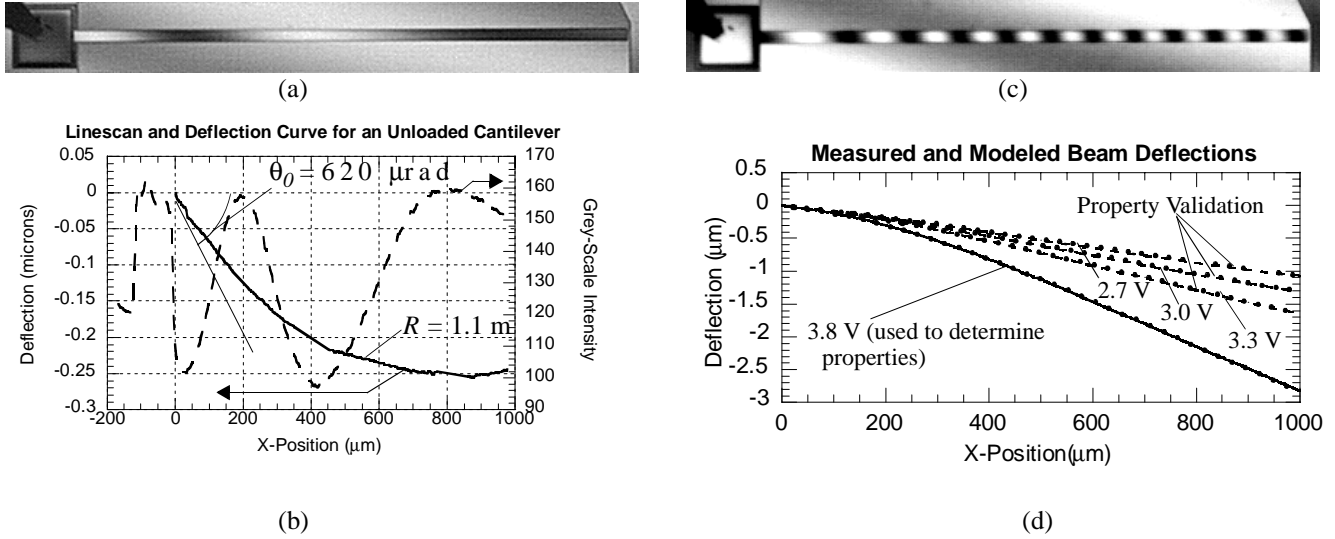 (a)
(c)
Linescan and Deflection Curve for an Unloaded Cantilever
0.05
0
-0.05
-0.1
-0.15
-0.2
-0.25
-0.3
Deflection (microns)
170
160
150
140
130
120
110
100
90
Grey-Scale Intensity
θ0 = 620 μrad
R = 1.1 m
-200
0
200
400
600
800
1000
X-Position (μm)
(b)
Measured and Modeled Beam Deflections
0.5
0
-0.5
-1
-1.5
-2
-2.5
-3
Deflection (μm)
Property Validation
2.7 V
3.0 V
3.3 V
3.8 V (used to determine
properties)
0
200
400
600
800
1000
X-Position(μm)
(d)